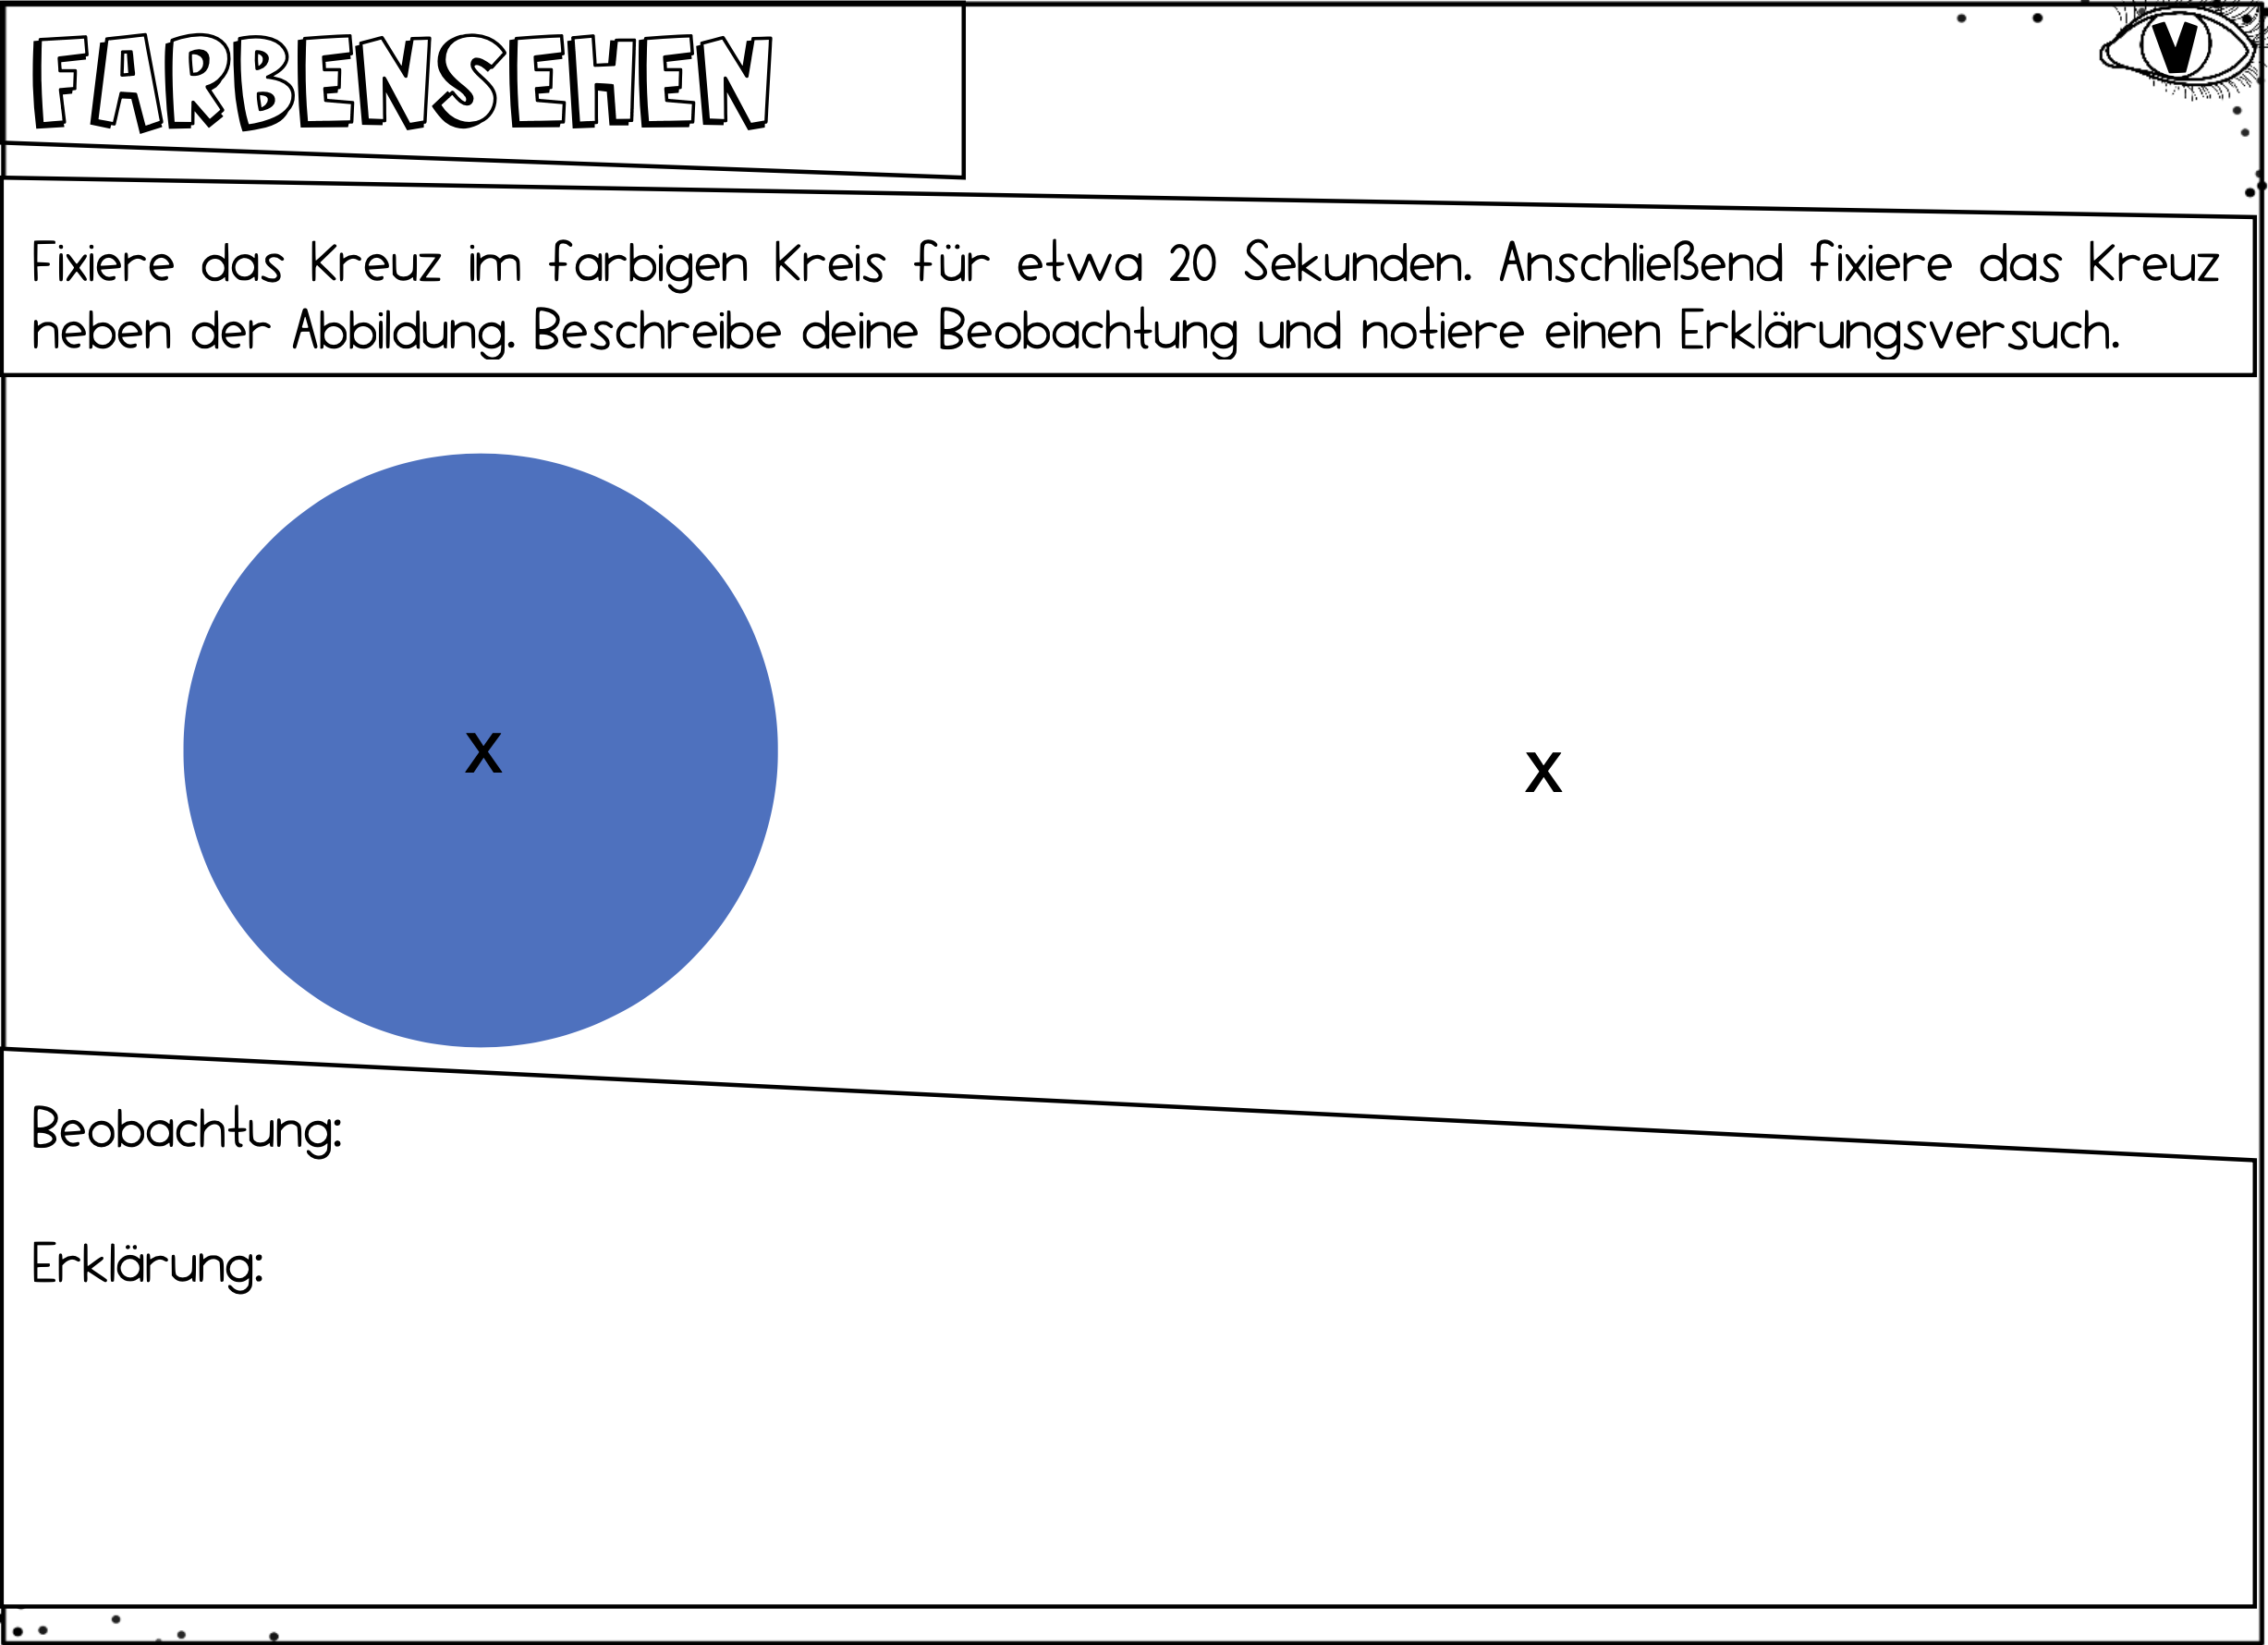 FARBENSEHEN
V
Fixiere das Kreuz im farbigen Kreis für etwa 20 Sekunden. Anschließend fixiere das Kreuz
neben der Abbildung. Beschreibe deine Beobachtung und notiere einen Erklärungsversuch.
X
X
Beobachtung:
Erklärung: